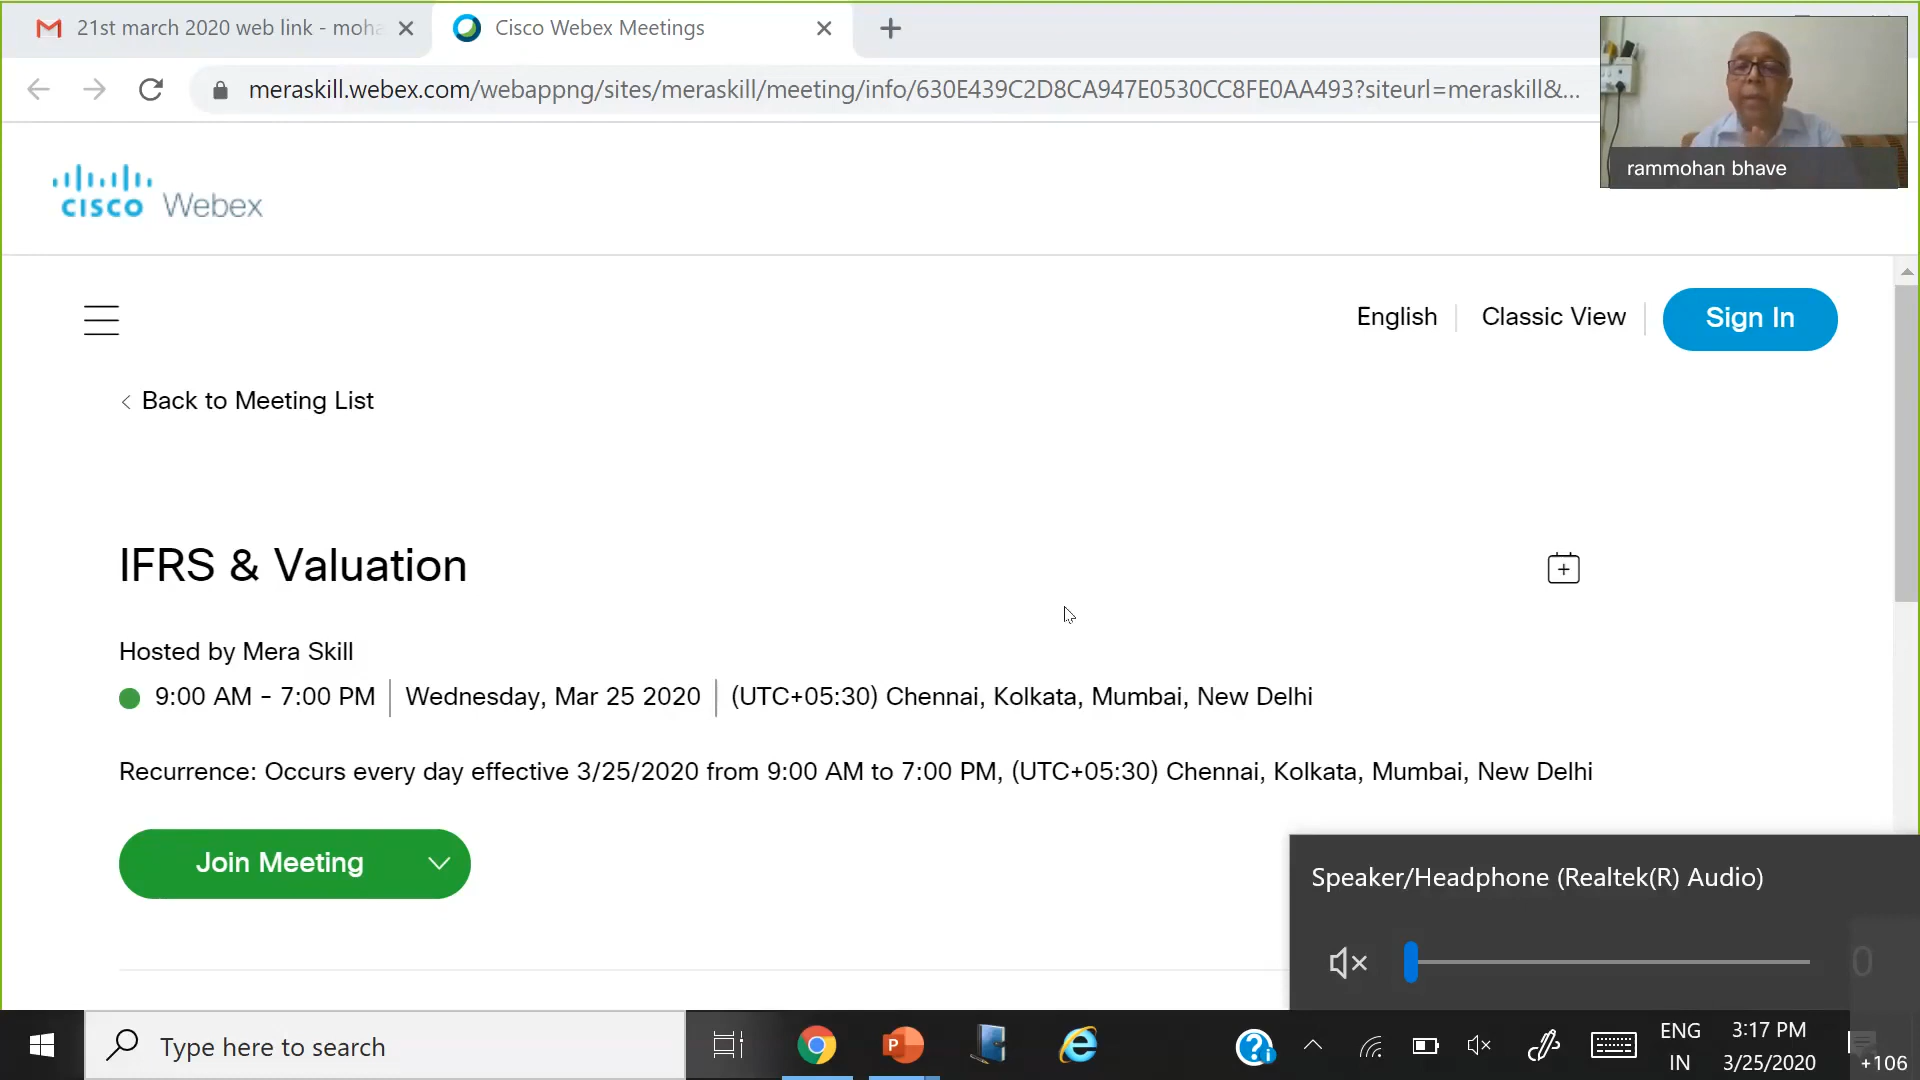 21st march 2020 web link - moha
Cisco Webex Meetings
meraskill.webex.com/webappng/sites/meraskill/meeting/info/630E439C2D8CA947E0530CC8FE0AA493?siteurl=meraskill&...
rammohan bhave
CISCO Webex
English
Classic View
Sign In
Back to Meeting List
IFRS & Valuation
Hosted by Mera Skill
9:00 AM - 7:00 PM | Wednesday, Mar 25 2020 | (UTC+05:30) Chennai, Kolkata, Mumbai, New Delhi
Recurrence: Occurs every day effective 3/25/2020 from 9:00 AM to 7:00 PM, (UTC+05:30) Chennai, Kolkata, Mumbai, New Delhi
Join Meeting
Speaker/Headphone (Realtek(R) Audio)
0
Type here to search
ENG
IN
3:17 PM
3/25/2020
+106